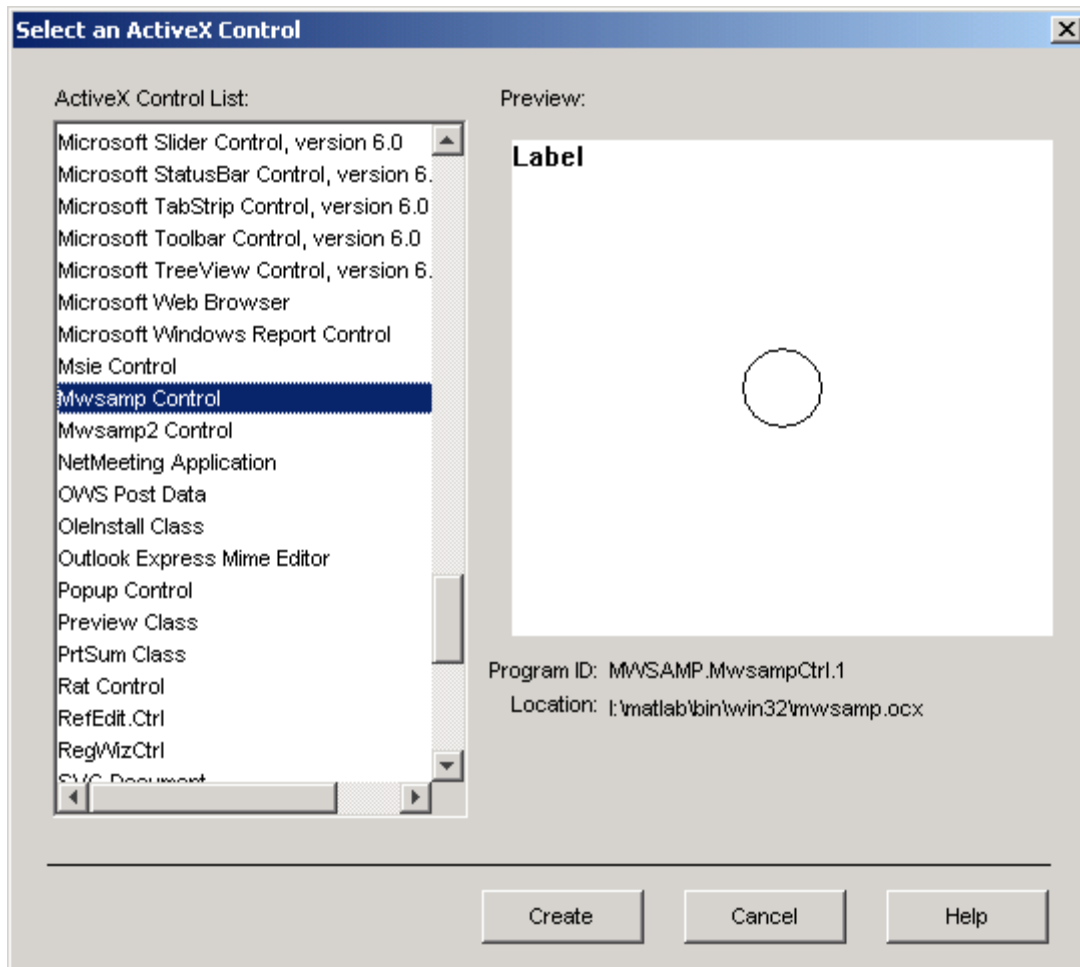 Select an ActiveX Control
ActiveX Control List:
Microsoft Slider Control, version 6.0
Microsoft StatusBar Control, version 6.
Microsoft TabStrip Control, version 6.0
Microsoft Toolbar Control, version 6.0
Microsoft TreeView Control, version 6.
Microsoft Web Browser
Microsoft Windows Report Control
Msie Control
Mwsamp Control
Mwsamp2 Control
NetMeeting Application
OWS Post Data
OleInstall Class
Outlook Express Mime Editor
Popup Control
Preview Class
PrtSum Class
Rat Control
RefEdit.Ctrl
RegWizCtrl
Preview:
Label
Program ID: MWSAMP.MwsampCtrl.1
Location: I:\matlab\bin\win32\mwsamp.ocx
Create
Cancel
Help